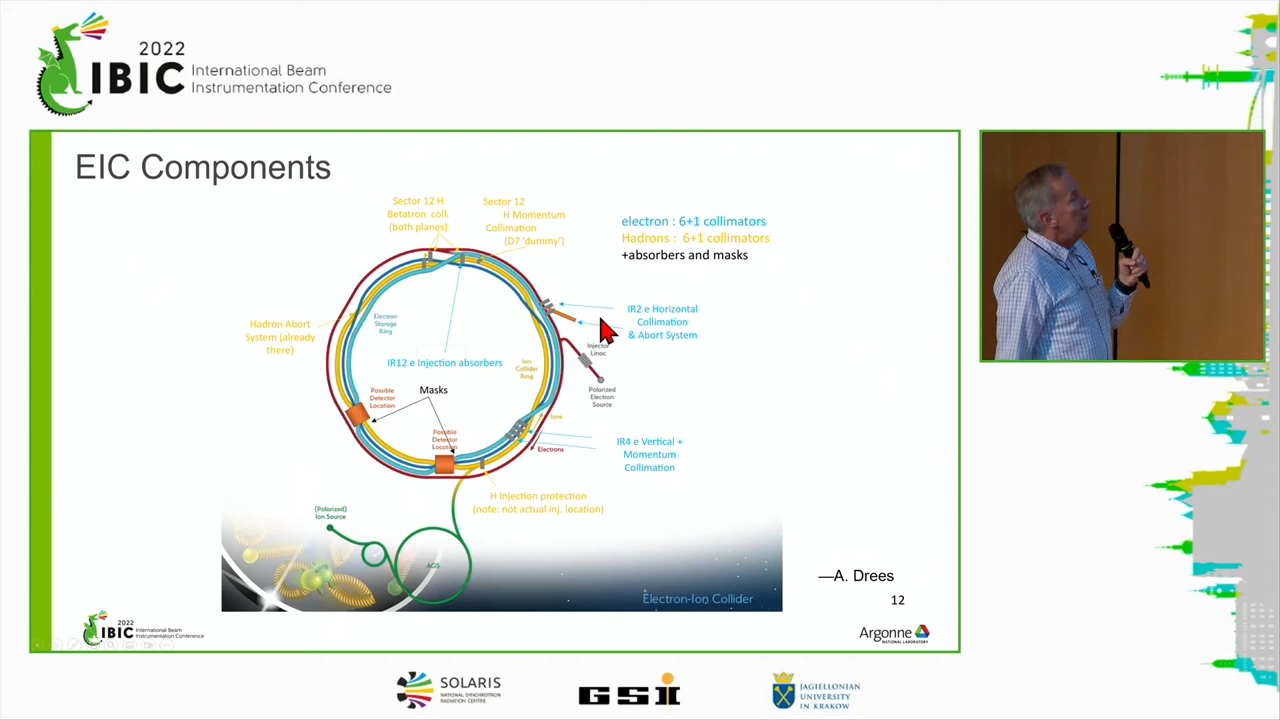 2022
IBIC
International Beam
Instrumentation Conference
EIC Components
Sector 12 H
Betatron coll.
(both planes)
Sector 12
H Momentum
Collimation
(D7 'dummy')
electron : 6+1 collimators
Hadrons : 6+1 collimators
+absorbers and masks
Hadron Abort
System (already
there)
Electron
Storage
Ring
IR2 e Horizontal
Collimation
& Abort System
IR12 e Injection absorbers
Injector
Linac
Ion
Collider
Ring
Polarized
Electron
Source
Possible
Detector
Location
Masks
Possible
Detector
Location
Ions
Electrons
IR4 e Vertical +
Momentum
Collimation
H Injection protection
(note: not actual inj. location)
(Polarized)
Ion Source
AGS
Electron-Ion Collider
—A. Drees
12
2022
IBIC
International Beam
Instrumentation Conference
Argonne
NATIONAL LABORATORY
SOLARIS
NATIONAL SYNCHROTRON
RADIATION CENTRE
GSI
JAGIELLONIAN
UNIVERSITY
IN KRAKOW